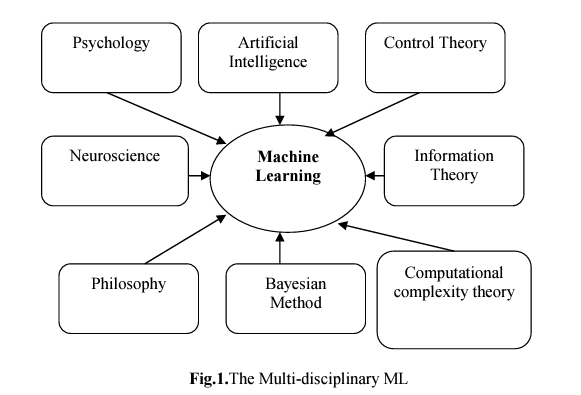 Psychology
Artificial
Intelligence
Control Theory
Neuroscience
Machine
Learning
Information
Theory
Philosophy
Bayesian
Method
Computational
complexity theory
Fig.1.The Multi-disciplinary ML